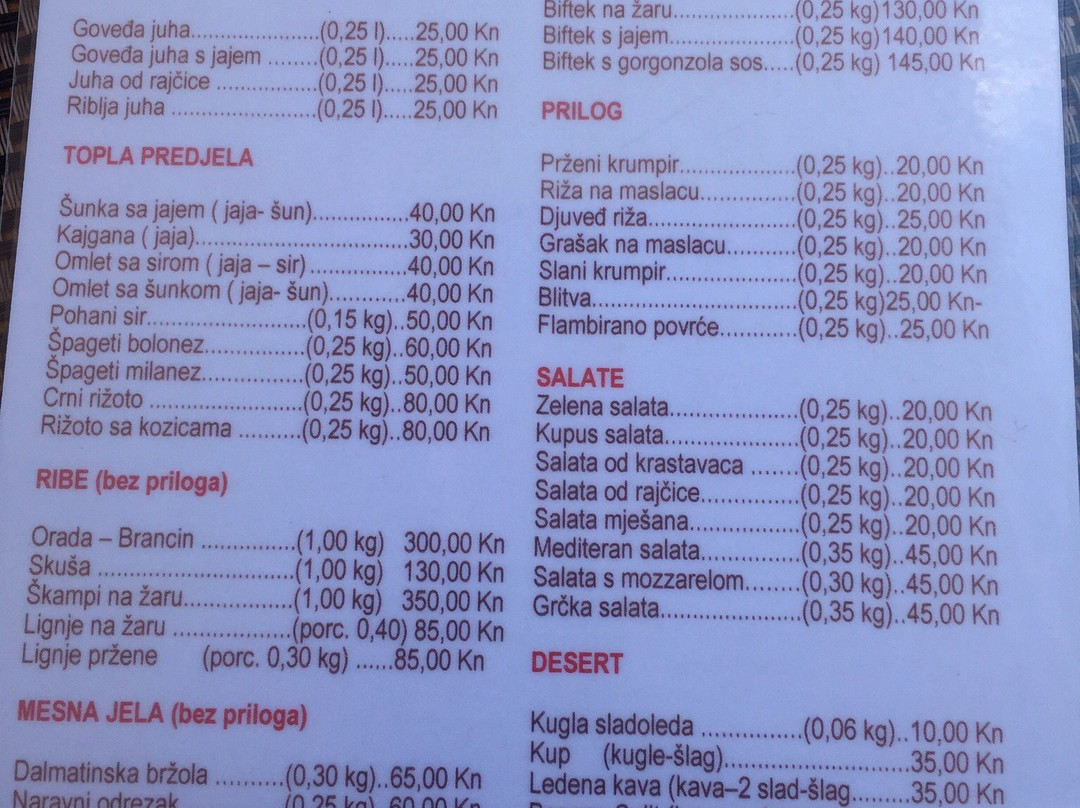 Goveđa juha........................(0,25 l).....25,00 Kn
Goveđa juha s jajem .........(0,25 l).....25,00 Kn
Juha od rajčice ..................(0,25 l).....25,00 Kn
Riblja juha ..........................(0,25 l).....25,00 Kn
TOPLA PREDJELA
Šunka sa jajem ( jaja- šun)................40,00 Kn
Kajgana ( jaja)....................................30,00 Kn
Omlet sa sirom ( jaja – sir) ................40,00 Kn
Omlet sa šunkom ( jaja- šun).............40,00 Kn
Pohani sir...........................(0,15 kg)..50,00 Kn
Špageti bolonez.................(0,25 kg)..60,00 Kn
Špageti milanez.................(0,25 kg)..50,00 Kn
Crni rižoto ..........................(0,25 kg)..80,00 Kn
Rižoto sa kozicama ..........(0,25 kg)..80,00 Kn
RIBE (bez priloga)
Orada – Brancin ...............(1,00 kg) 300,00 Kn
Skuša ................................(1,00 kg) 130,00 Kn
Škampi na žaru..................(1,00 kg) 350,00 Kn
Lignje na žaru ...................(porc. 0,40) 85,00 Kn
Lignje pržene (porc. 0,30 kg) ......85,00 Kn
MESNA JELA (bez priloga)
Dalmatinska bržola ...........(0,30 kg)..65,00 Kn
Naravni odrezak (0,25 kg) 60,00 Kn
Biftek na žaru.....................(0,25 kg)130,00 Kn
Biftek s jajem.....................(0,25 kg)140,00 Kn
Biftek s gorgonzola sos.....(0,25 kg) 145,00 Kn
PRILOG
Prženi krumpir....................(0,25 kg)..20,00 Kn
Riža na maslacu................(0,25 kg)..20,00 Kn
Djuveđ riža.........................(0,25 kg)..25,00 Kn
Grašak na maslacu............(0,25 kg)..20,00 Kn
Slani krumpir......................(0,25 kg)..20,00 Kn
Blitva...................................(0,25 kg)25,00 Kn-
Flambirano povrće.............(0,25 kg)..25,00 Kn
SALATE
Zelena salata......................(0,25 kg)..20,00 Kn
Kupus salata.......................(0,25 kg)..20,00 Kn
Salata od krastavaca ........(0,25 kg)..20,00 Kn
Salata od rajčice.................(0,25 kg)..20,00 Kn
Salata mješana...................(0,25 kg)..20,00 Kn
Mediteran salata.................(0,35 kg)..45,00 Kn
Salata s mozzarelom.........(0,30 kg)..45,00 Kn
Grčka salata........................(0,35 kg)..45,00 Kn
DESERT
Kugla sladoleda .................(0,06 kg)..10,00 Kn
Kup (kugle-šlag)................................35,00 Kn
Ledena kava (kava–2 slad-šlag..........35,00 Kn